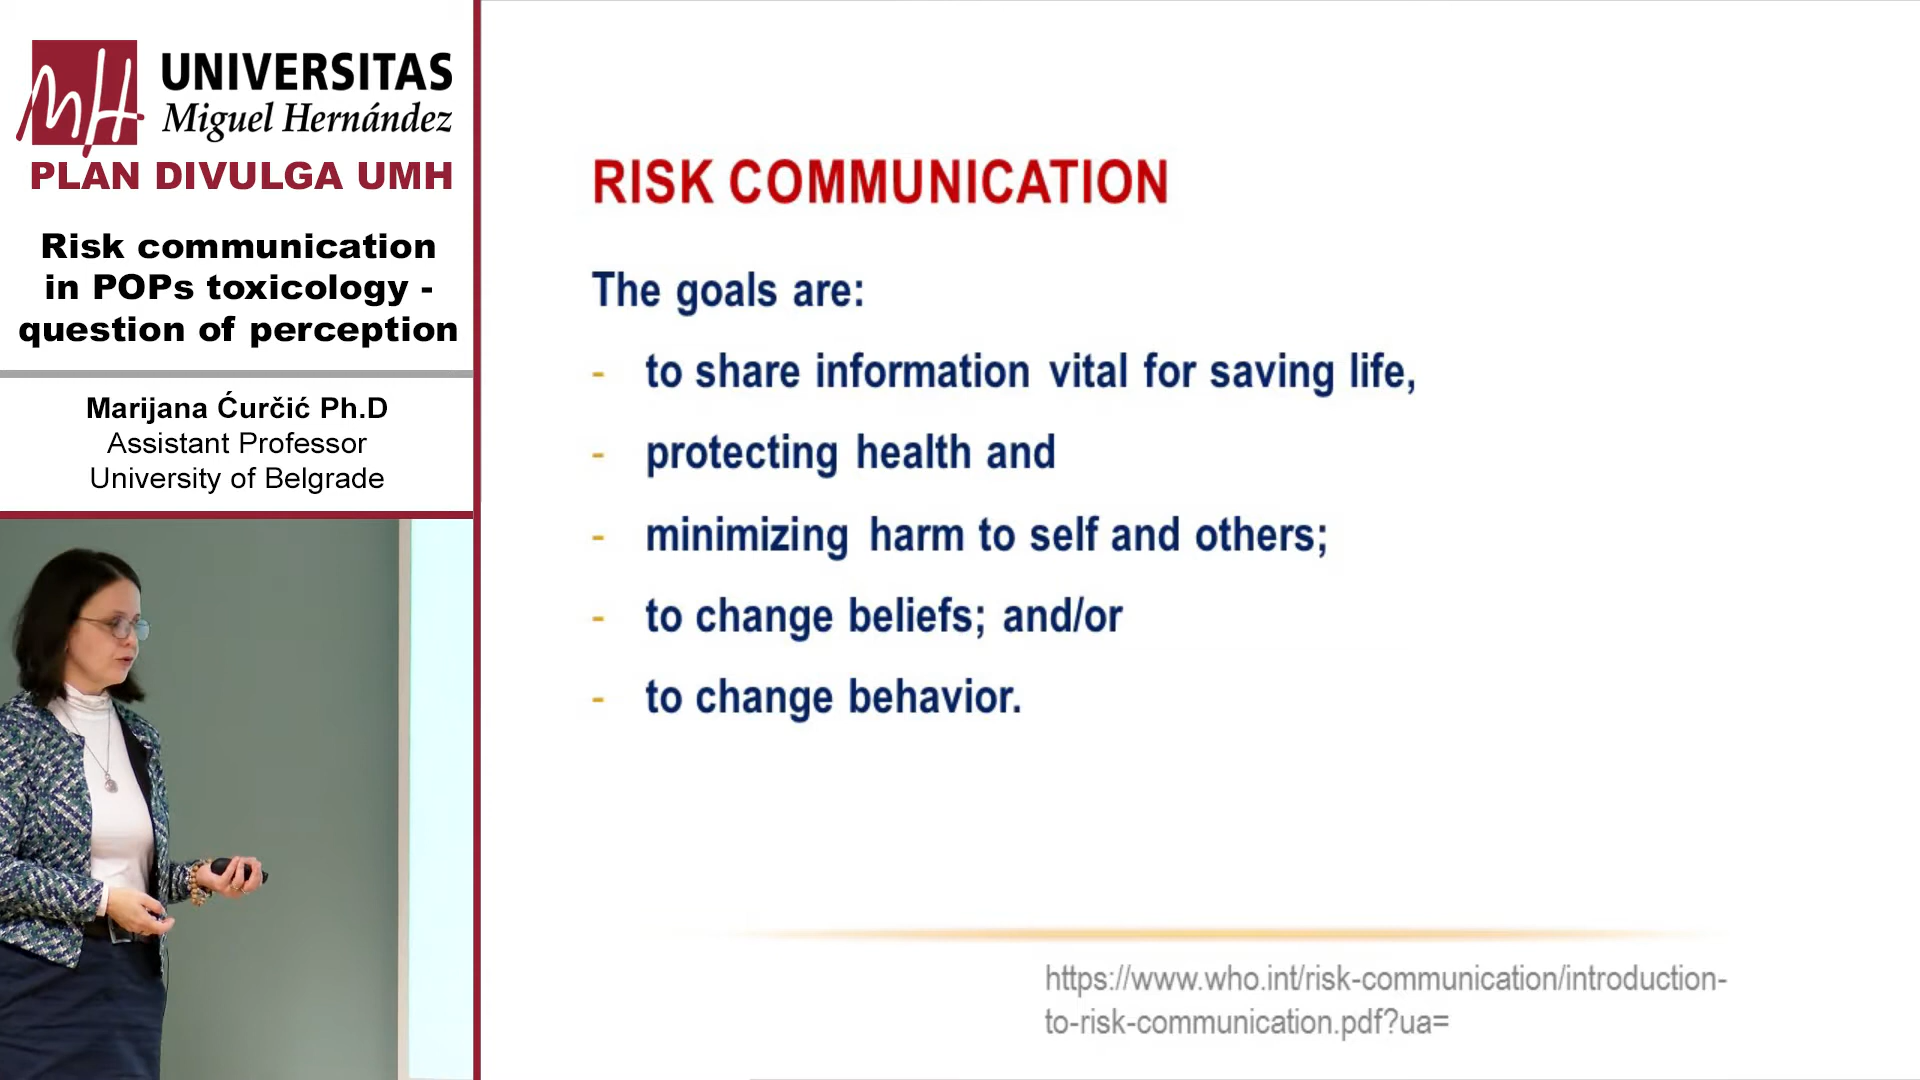 UNIVERSITAS
Miguel Hernández
PLAN DIVULGA UMH
Risk communication
in POPs toxicology -
question of perception
Marijana Ćurčić Ph.D
Assistant Professor
University of Belgrade
RISK COMMUNICATION
The goals are:
- to share information vital for saving life,
- protecting health and
- minimizing harm to self and others;
- to change beliefs; and/or
- to change behavior.
https://www.who.int/risk-communication/introduction-
to-risk-communication.pdf?ua=